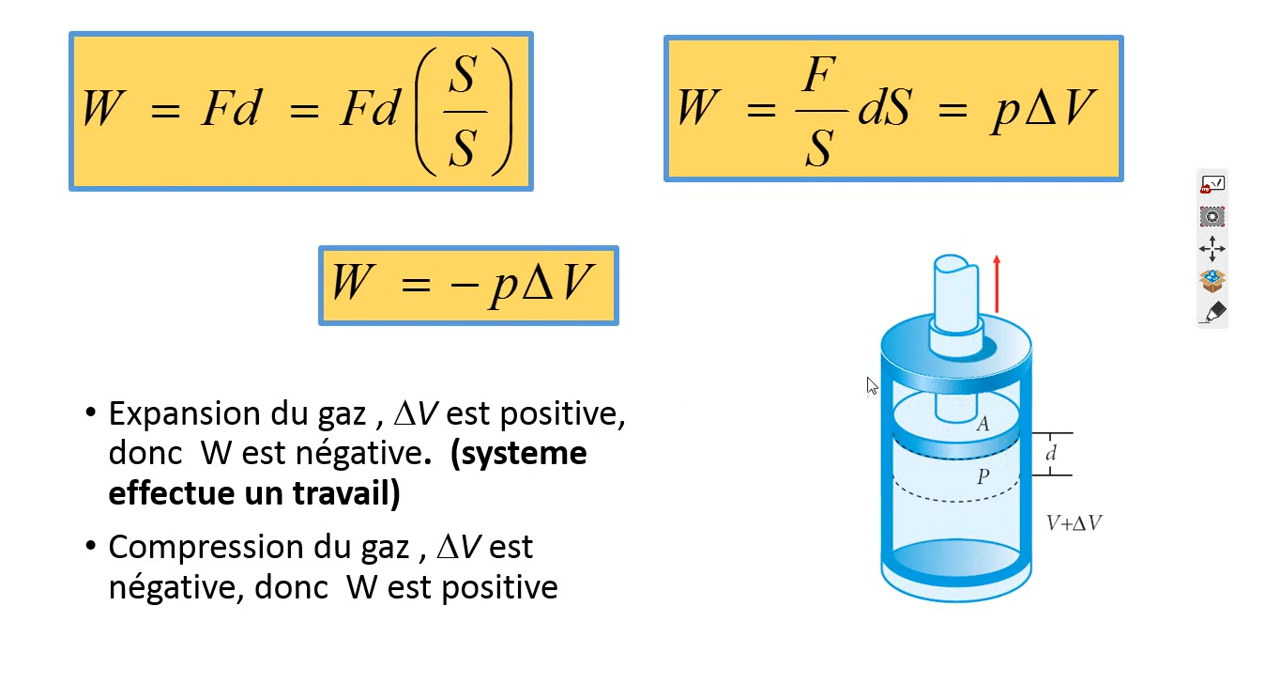 W = Fd = Fd(S/S)
W = F/S dS = pΔV
W = − pΔV
• Expansion du gaz , ΔV est positive,
donc W est négative. (systeme
effectue un travail)
• Compression du gaz , ΔV est
négative, donc W est positive
A
d
P
V+ΔV